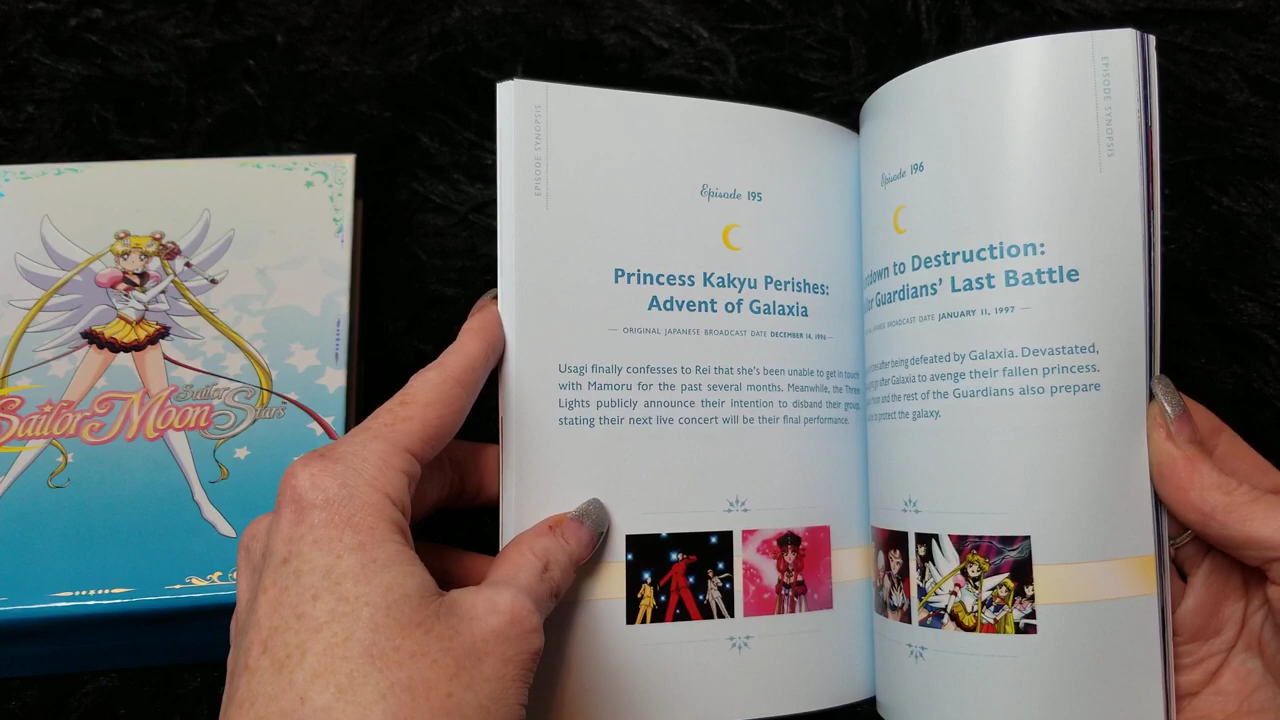 Sailor Moon
Sailor
Stars
EPISODE SYNOPSIS
Episode 195
Princess Kakyu Perishes:
Advent of Galaxia
ORIGINAL JAPANESE BROADCAST DATE DECEMBER 14, 1996
Usagi finally confesses to Rei that she's been unable to get in touch
with Mamoru for the past several months. Meanwhile, the Three
Lights publicly announce their intention to disband their group,
stating their next live concert will be their final performance.
EPISODE SYNOPSIS
Episode 196
to Destruction:
Guardians' Last Battle
BROADCAST DATE JANUARY 11, 1997
after being defeated by Galaxia. Devastated,
after Galaxia to avenge their fallen princess.
and the rest of the Guardians also prepare
to protect the galaxy.